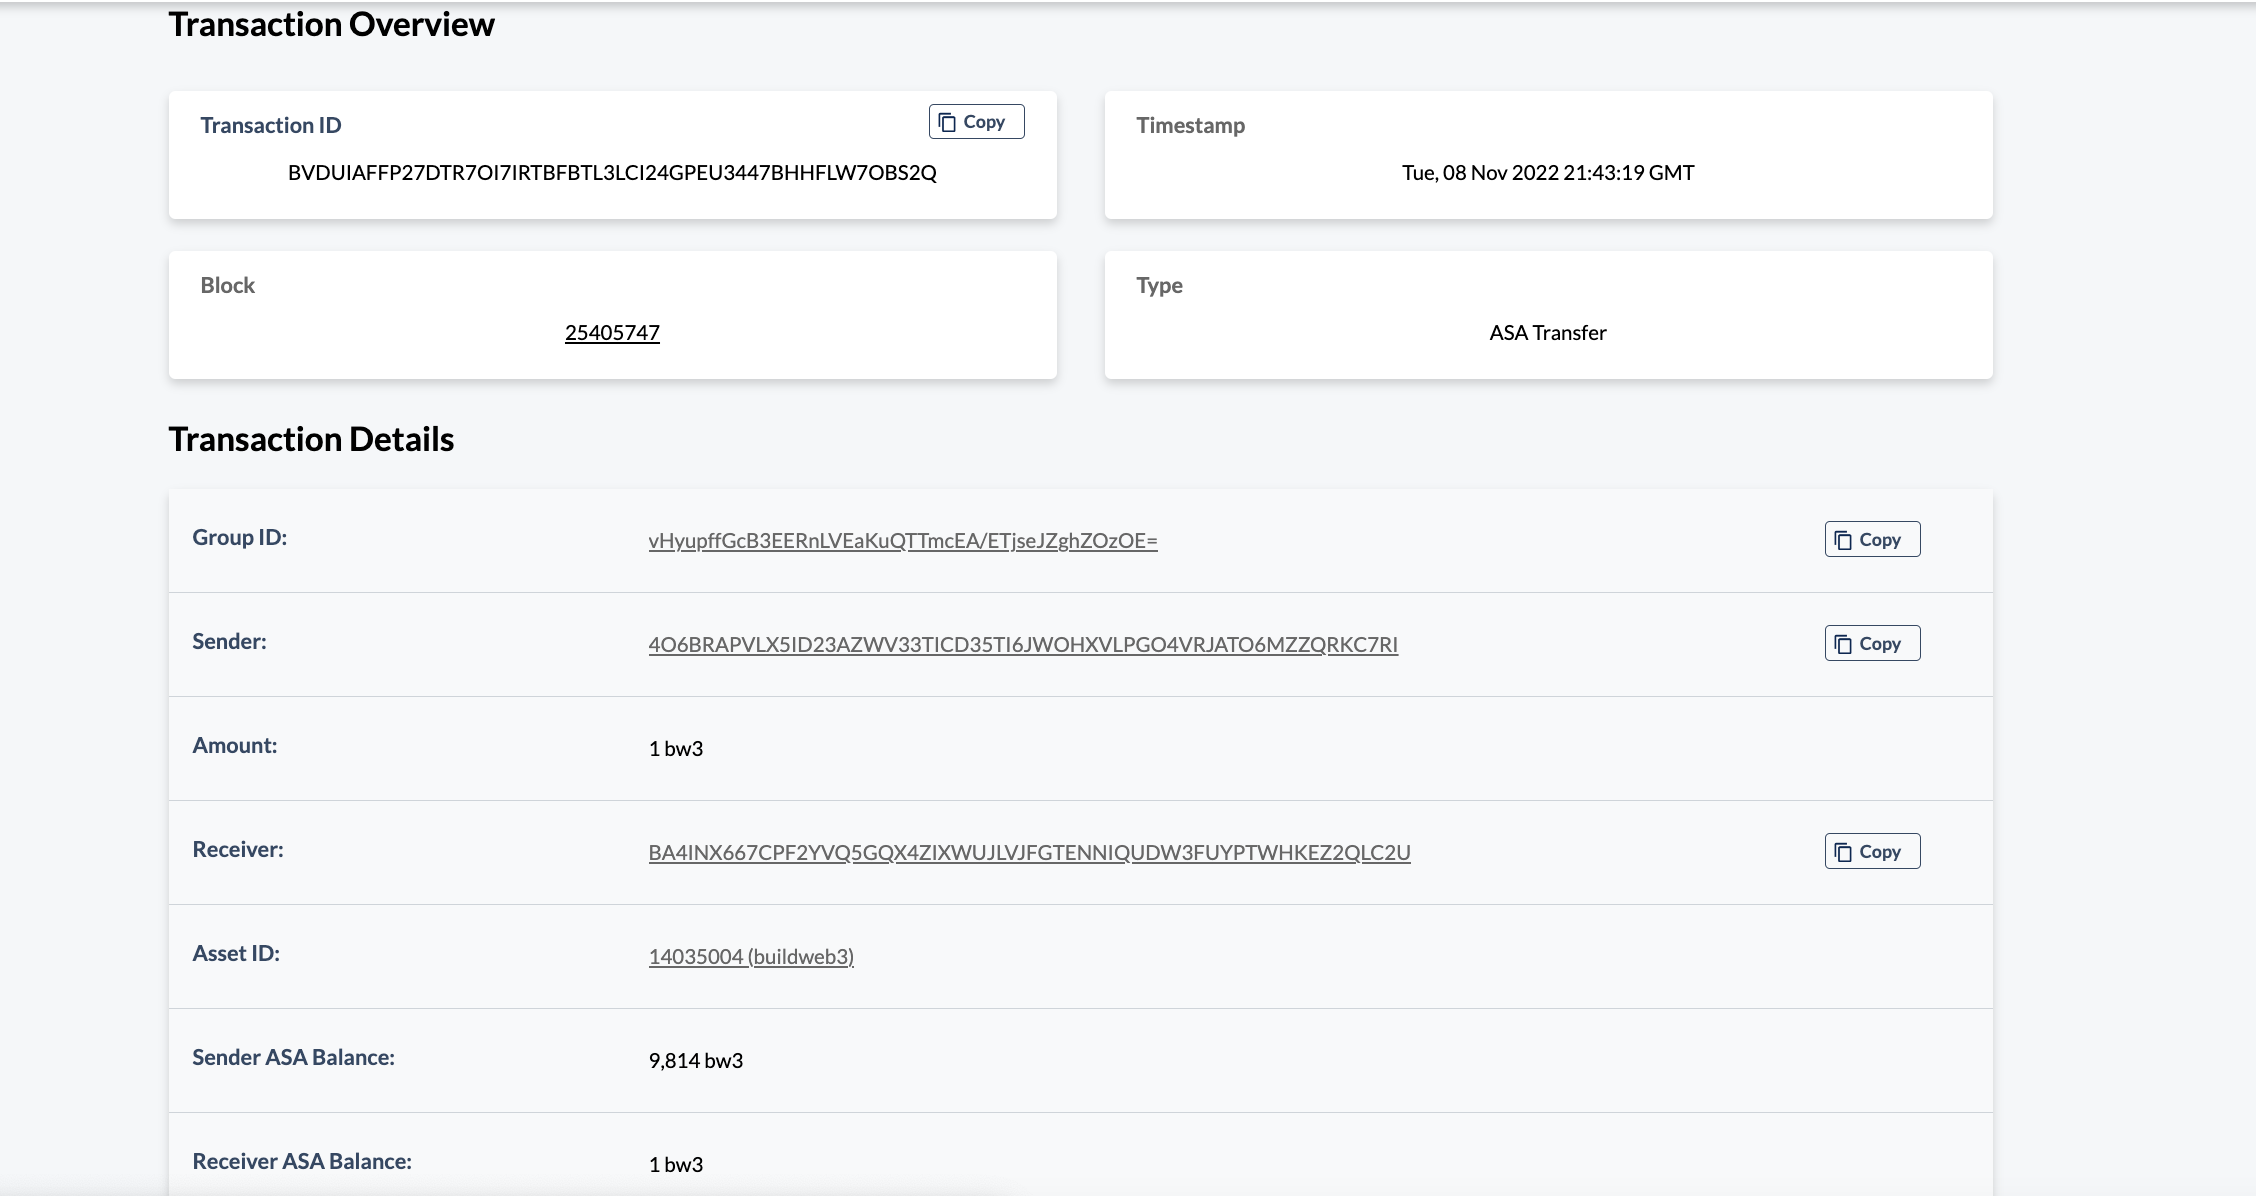 Transaction Overview
Transaction ID
Copy
BVDUIAFFP27DTR7OI7IRTBFBTL3LCI24GPEU3447BHHFLW7OBS2Q
Timestamp
Tue, 08 Nov 2022 21:43:19 GMT
Block
25405747
Type
ASA Transfer
Transaction Details
Group ID:
vHyupffGcB3EERnLVEaKuQTTmcEA/ETjseJZghZOzOE=
Copy
Sender:
4O6BRAPVLX5ID23AZWV33TICD35TI6JWOHXVLPGO4VRJATO6MZZQRKC7RI
Copy
Amount:
1 bw3
Receiver:
BA4INX667CPF2YVQ5GQX4ZIXWUJLVJFGTENNIQUDW3FUYPTWHKEZ2QLC2U
Copy
Asset ID:
14035004 (buildweb3)
Sender ASA Balance:
9,814 bw3
Receiver ASA Balance:
1 bw3